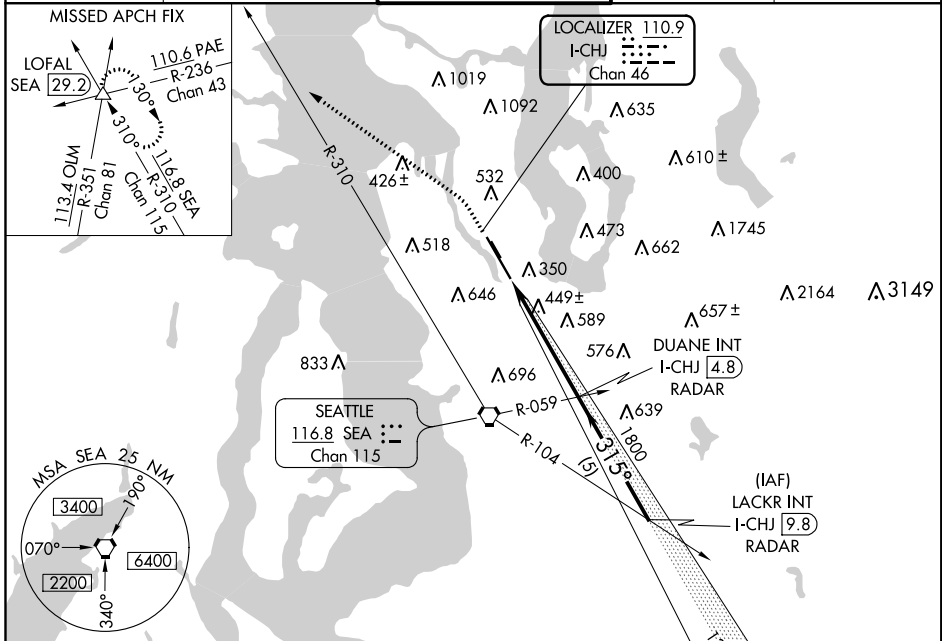 MISSED APCH FIX
LOFAL
SEA 29.2
110.6 PAE
R-236
Chan 43
130°
310°
116.8 SEA
R-310
Chan 115
113.4 OLM
R-351
Chan 81
LOCALIZER 110.9
I-CHJ
Chan 46
R-310
1019
1092
635
610 ±
400
426 ±
532
473
662
1745
518
350
646
449 ±
589
657 ±
2164
3149
576
833
696
639
DUANE INT
I-CHJ 4.8
RADAR
SEATTLE
116.8 SEA
Chan 115
R-059
R-104
1800
315°
(5)
(IAF)
LACKR INT
I-CHJ 9.8
RADAR
MSA SEA 25 NM
3400
190°
070°
6400
2200
340°